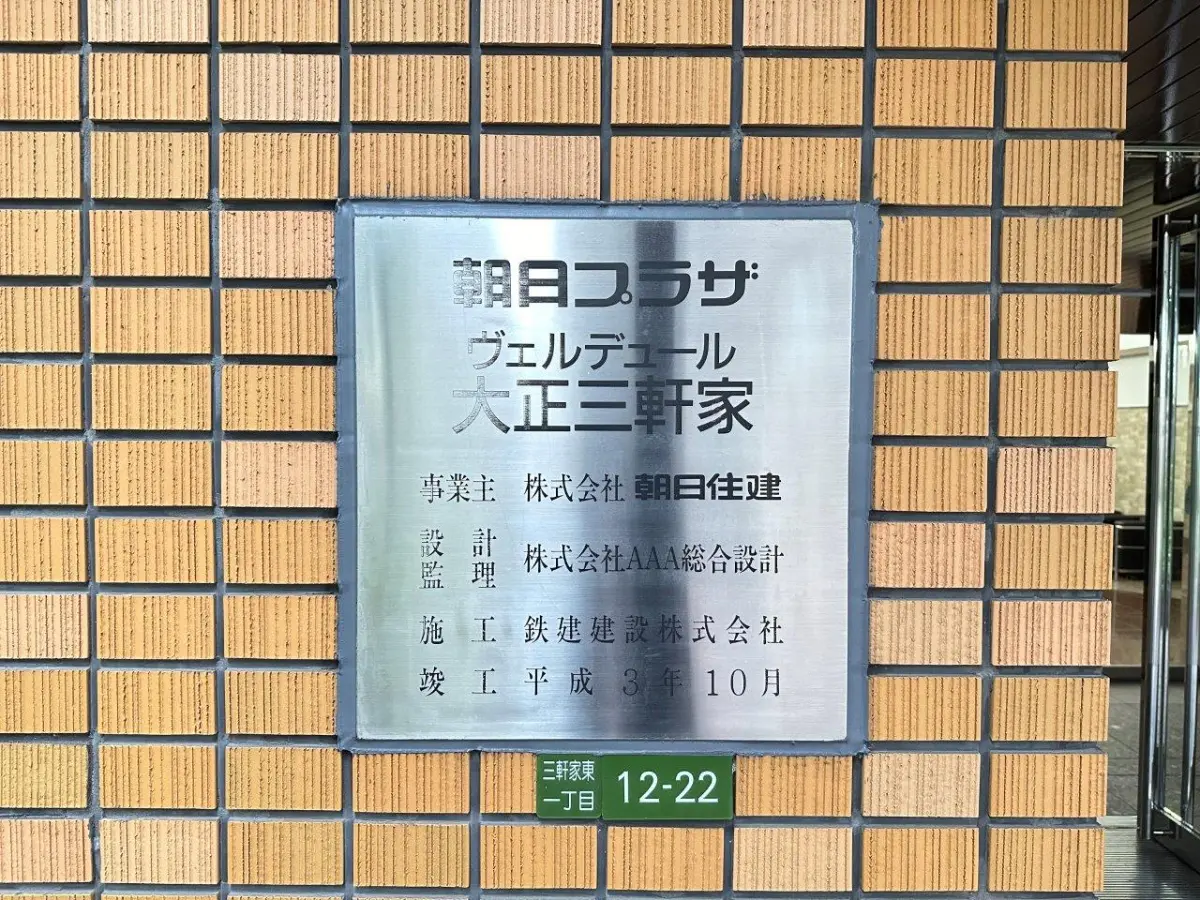 朝日プラザ
ヴェルデュール
大正三軒家
事業主 株式会社 朝日住建
設計
監理 株式会社AAA総合設計
施工 鉄建建設株式会社
竣工 平成3年10月
三軒家東
一丁目
12-22